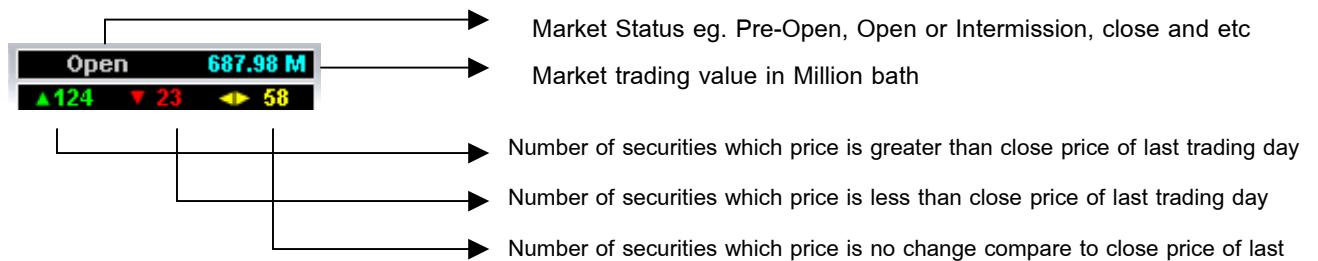 Market Status eg. Pre-Open, Open or Intermission, close and etc
Open 687.98 M
Market trading value in Million bath
▲124 ▼ 23 ◀▶ 58
Number of securities which price is greater than close price of last trading day
Number of securities which price is less than close price of last trading day
Number of securities which price is no change compare to close price of last